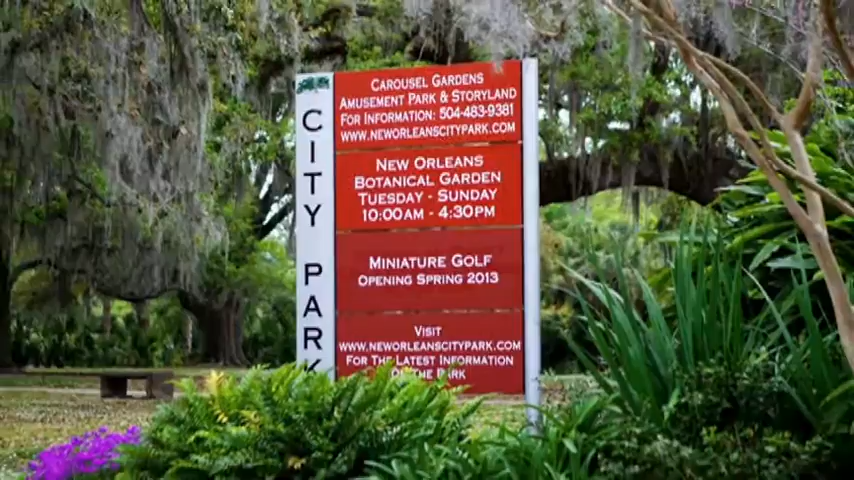 CITY PARK
CAROUSEL GARDENS
AMUSEMENT PARK & STORYLAND
FOR INFORMATION: 504-483-9381
WWW.NEWORLEANSCITYPARK.COM
NEW ORLEANS
BOTANICAL GARDEN
TUESDAY - SUNDAY
10:00AM - 4:30PM
MINIATURE GOLF
OPENING SPRING 2013
VISIT
WWW.NEWORLEANSCITYPARK.COM
FOR THE LATEST INFORMATION
ON THE PARK